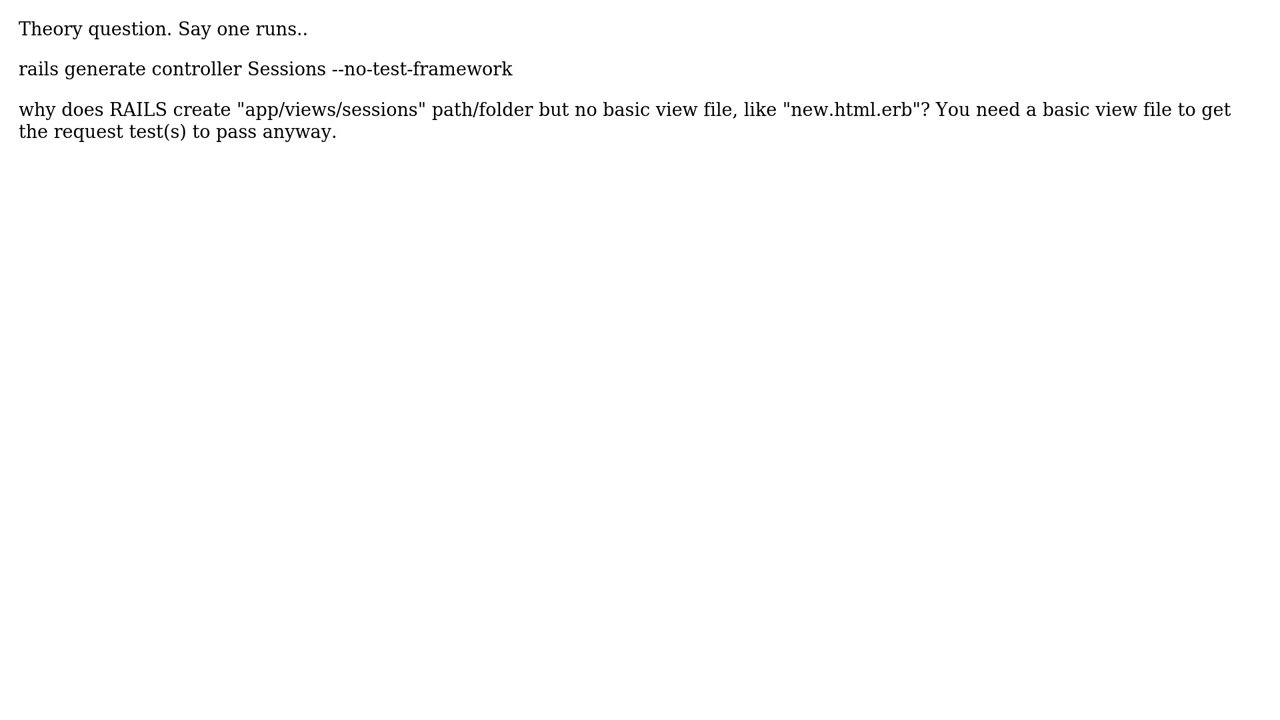 Theory question. Say one runs..
rails generate controller Sessions --no-test-framework
why does RAILS create "app/views/sessions" path/folder but no basic view file, like "new.html.erb"? You need a basic view file to get
the request test(s) to pass anyway.